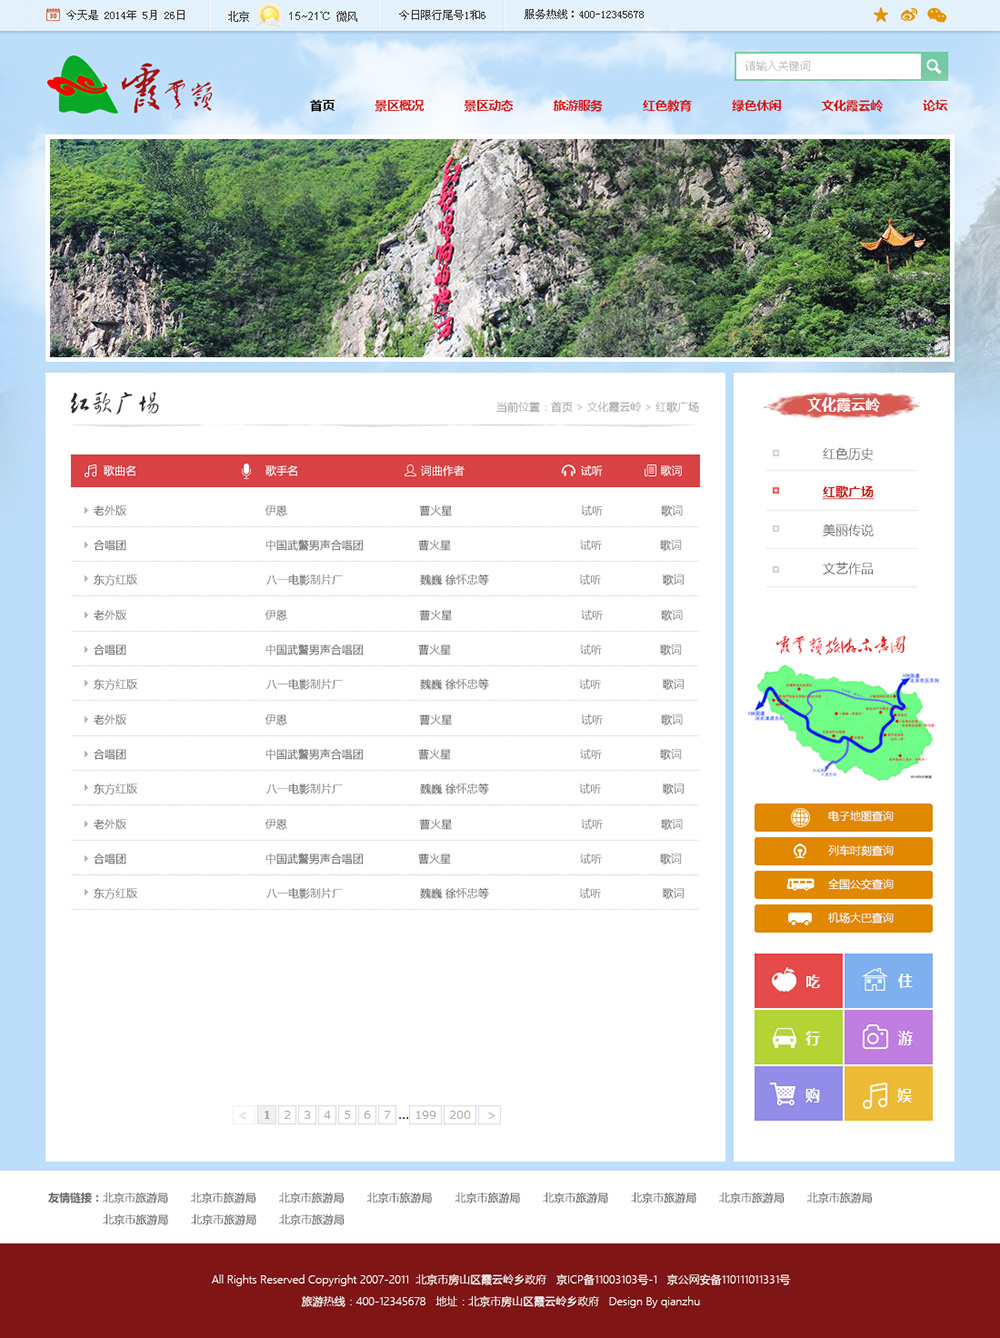 今天是 2014年 5月 26日 北京 15~21℃ 微风 今日限行尾号1和6 服务热线：400-12345678
请输入关键词
霞云岭
首页 景区概况 景区动态 旅游服务 红色教育 绿色休闲 文化霞云岭 论坛
红歌唱响的地方
红歌广场
当前位置：首页 > 文化霞云岭 > 红歌广场
歌曲名 歌手名 词曲作者 试听 歌词
老外版 伊恩 曹火星 试听 歌词
合唱团 中国武警男声合唱团 曹火星 试听 歌词
东方红版 八一电影制片厂 魏巍 徐怀忠等 试听 歌词
老外版 伊恩 曹火星 试听 歌词
合唱团 中国武警男声合唱团 曹火星 试听 歌词
东方红版 八一电影制片厂 魏巍 徐怀忠等 试听 歌词
老外版 伊恩 曹火星 试听 歌词
合唱团 中国武警男声合唱团 曹火星 试听 歌词
东方红版 八一电影制片厂 魏巍 徐怀忠等 试听 歌词
老外版 伊恩 曹火星 试听 歌词
合唱团 中国武警男声合唱团 曹火星 试听 歌词
东方红版 八一电影制片厂 魏巍 徐怀忠等 试听 歌词
< 1 2 3 4 5 6 7 ... 199 200 >
文化霞云岭
红色历史
红歌广场
美丽传说
文艺作品
霞云岭旅游示意图
电子地图查询
列车时刻查询
全国公交查询
机场大巴查询
吃 住
行 游
购 娱
友情链接：北京市旅游局 北京市旅游局 北京市旅游局 北京市旅游局 北京市旅游局 北京市旅游局 北京市旅游局 北京市旅游局 北京市旅游局
北京市旅游局 北京市旅游局 北京市旅游局
All Rights Reserved Copyright 2007-2011 北京市房山区霞云岭乡政府 京ICP备11003103号-1 京公网安备110111011331号
旅游热线：400-12345678 地址：北京市房山区霞云岭乡政府 Design By qianzhu